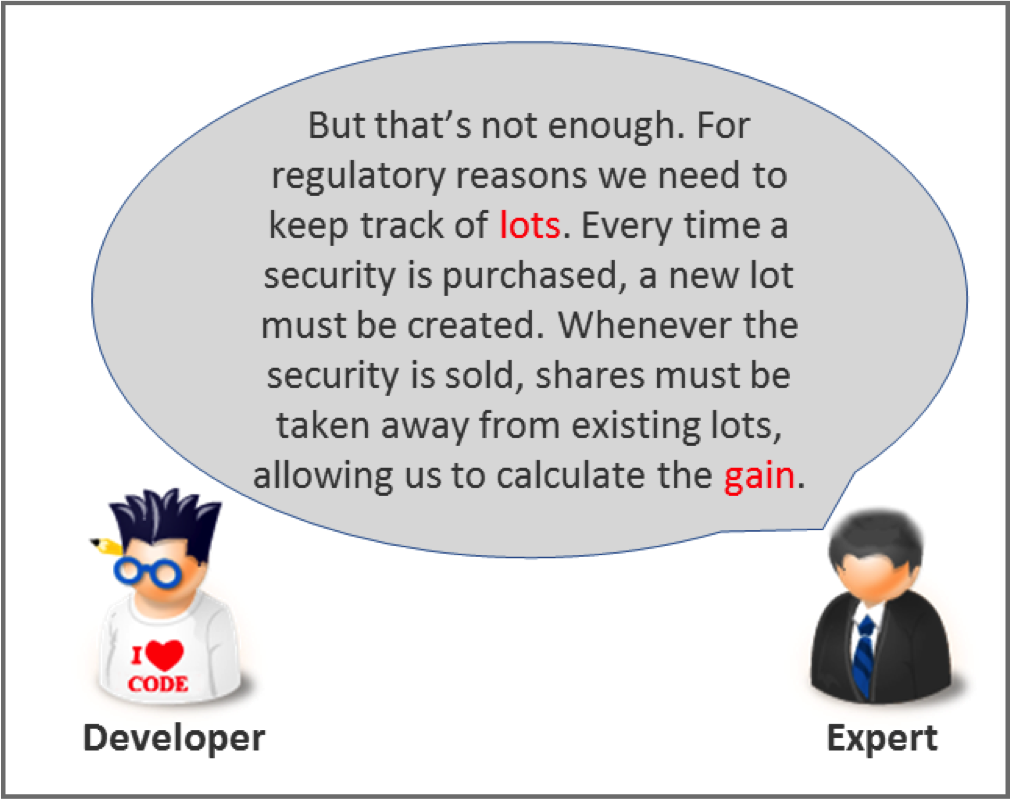 But that's not enough. For
regulatory reasons we need to
keep track of lots. Every time a
security is purchased, a new lot
must be created. Whenever the
security is sold, shares must be
taken away from existing lots,
allowing us to calculate the gain.
I
CODE
Developer
Expert